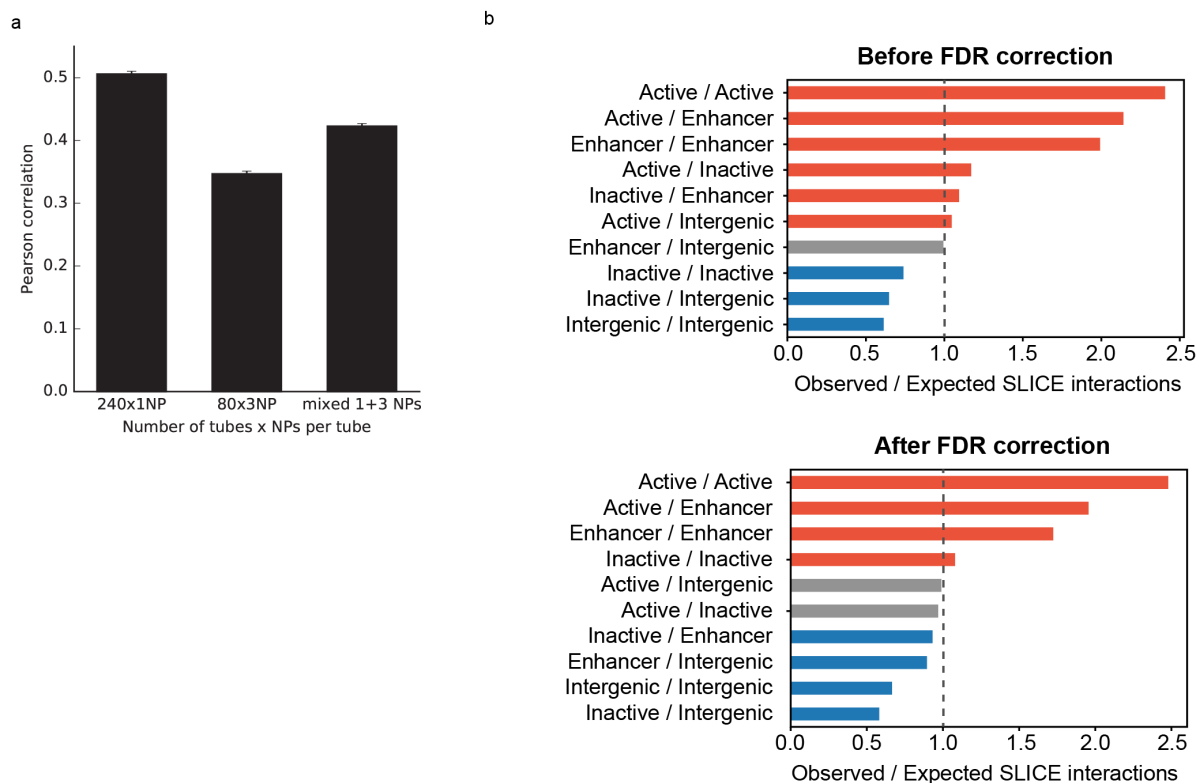 a
0.5
0.4
0.3
0.2
0.1
0.0
Pearson correlation
240x1NP 80x3NP mixed 1+3 NPs
Number of tubes x NPs per tube
b
Before FDR correction
Active / Active
Active / Enhancer
Enhancer / Enhancer
Active / Inactive
Inactive / Enhancer
Active / Intergenic
Enhancer / Intergenic
Inactive / Inactive
Inactive / Intergenic
Intergenic / Intergenic
0.0 0.5 1.0 1.5 2.0 2.5
Observed / Expected SLICE interactions
After FDR correction
Active / Active
Active / Enhancer
Enhancer / Enhancer
Inactive / Inactive
Active / Intergenic
Active / Inactive
Inactive / Enhancer
Enhancer / Intergenic
Intergenic / Intergenic
Inactive / Intergenic
0.0 0.5 1.0 1.5 2.0 2.5
Observed / Expected SLICE interactions